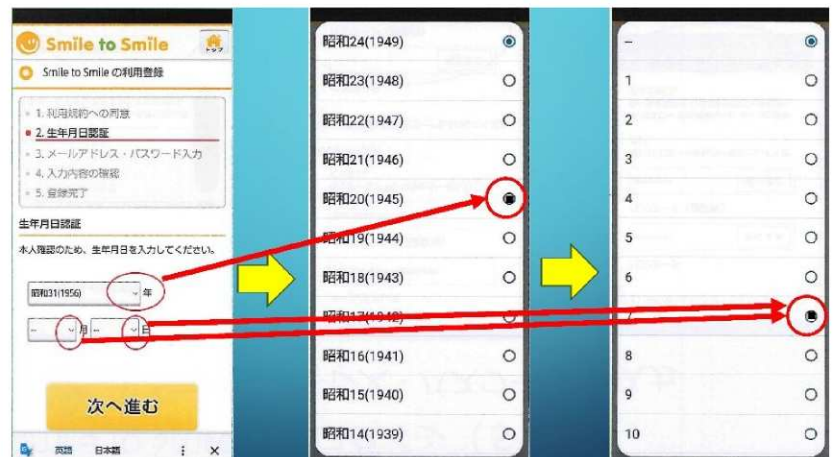 Smile to Smile
トップ
Smile to Smile の利用登録
1. 利用規約への同意
2. 生年月日認証
3. メールアドレス・パスワード入力
4. 入力内容の確認
5. 登録完了
生年月日認証
本人確認のため、生年月日を入力してください。
昭和31(1956) 年
-- 月 -- 日
次へ進む
英語 日本語
昭和24(1949)
昭和23(1948)
昭和22(1947)
昭和21(1946)
昭和20(1945)
昭和19(1944)
昭和18(1943)
昭和17(1942)
昭和16(1941)
昭和15(1940)
昭和14(1939)
--
1
2
3
4
5
6
7
8
9
10